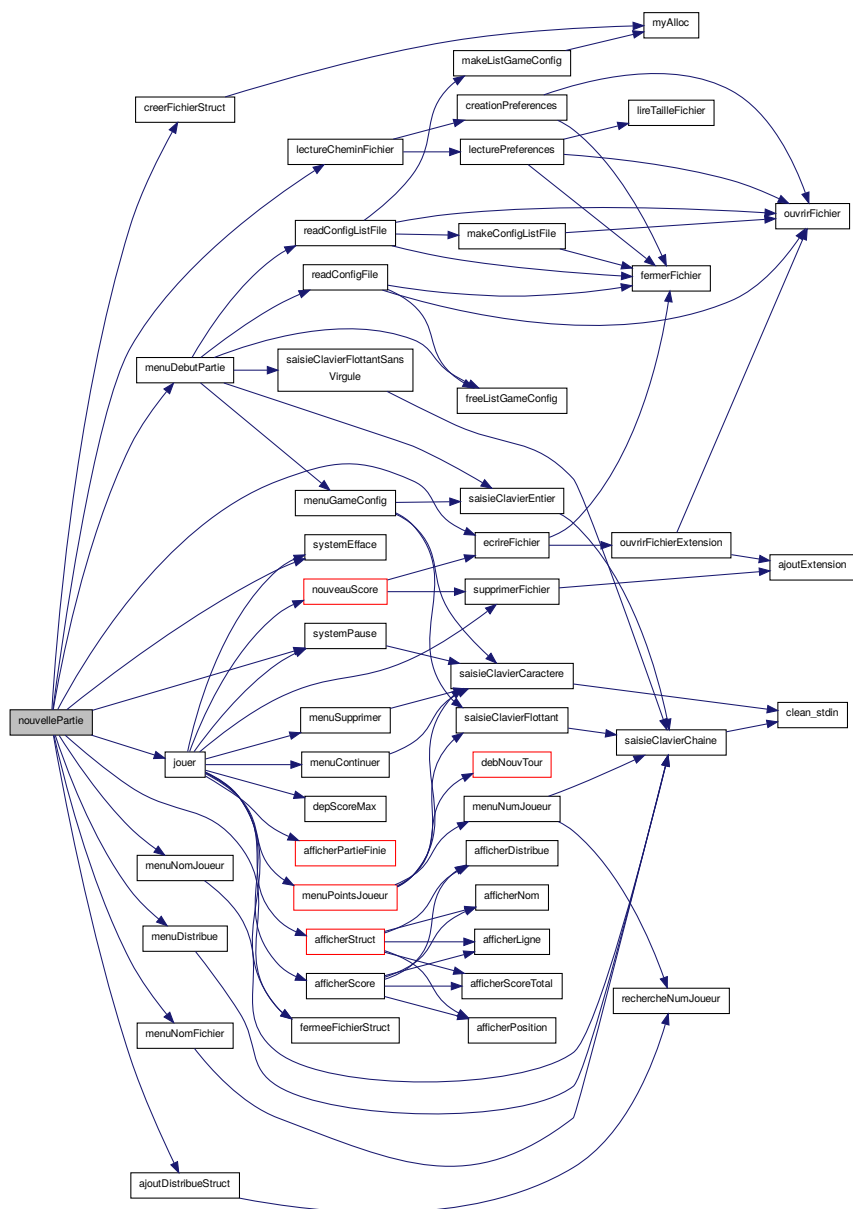 myAlloc
makeListGameConfig
creerFichierStruct
creationPreferences
lireTailleFichier
lectureCheminFichier
lecturePreferences
ouvrirFichier
readConfigListFile
makeConfigListFile
readConfigFile
fermerFichier
menuDebutPartie
saisieClavierFlottantSans
Virgule
freeListGameConfig
menuGameConfig
saisieClavierEntier
systemEfface
ecrireFichier
ouvrirFichierExtension
ajoutExtension
nouveauScore
supprimerFichier
systemPause
saisieClavierCaractere
nouvellePartie
menuSupprimer
saisieClavierFlottant
clean_stdin
jouer
menuContinuer
debNouvTour
saisieClavierChaine
depScoreMax
menuNumJoueur
afficherPartieFinie
afficherDistribue
menuNomJoueur
menuPointsJoueur
afficherNom
menuDistribue
afficherStruct
afficherLigne
afficherScore
afficherScoreTotal
rechercheNumJoueur
menuNomFichier
fermeeFichierStruct
afficherPosition
ajoutDistribueStruct